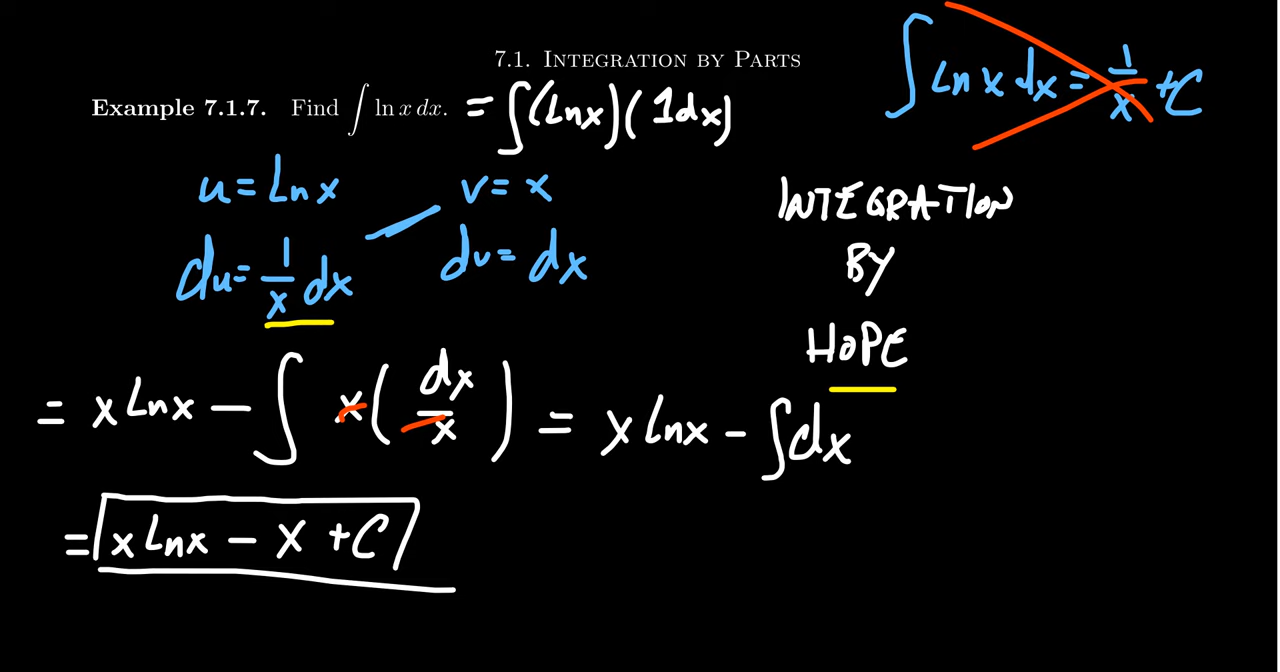 7.1. INTEGRATION BY PARTS
∫ Ln x dx = 1/x + C
Example 7.1.7. Find ∫ ln x dx. = ∫(Lnx)(1dx)
u = Ln x v = x
du = 1/x dx dv = dx
INTEGRATION
BY
HOPE
= x Lnx − ∫ x(dx/x) = x Lnx − ∫dx
= x Lnx − x + C